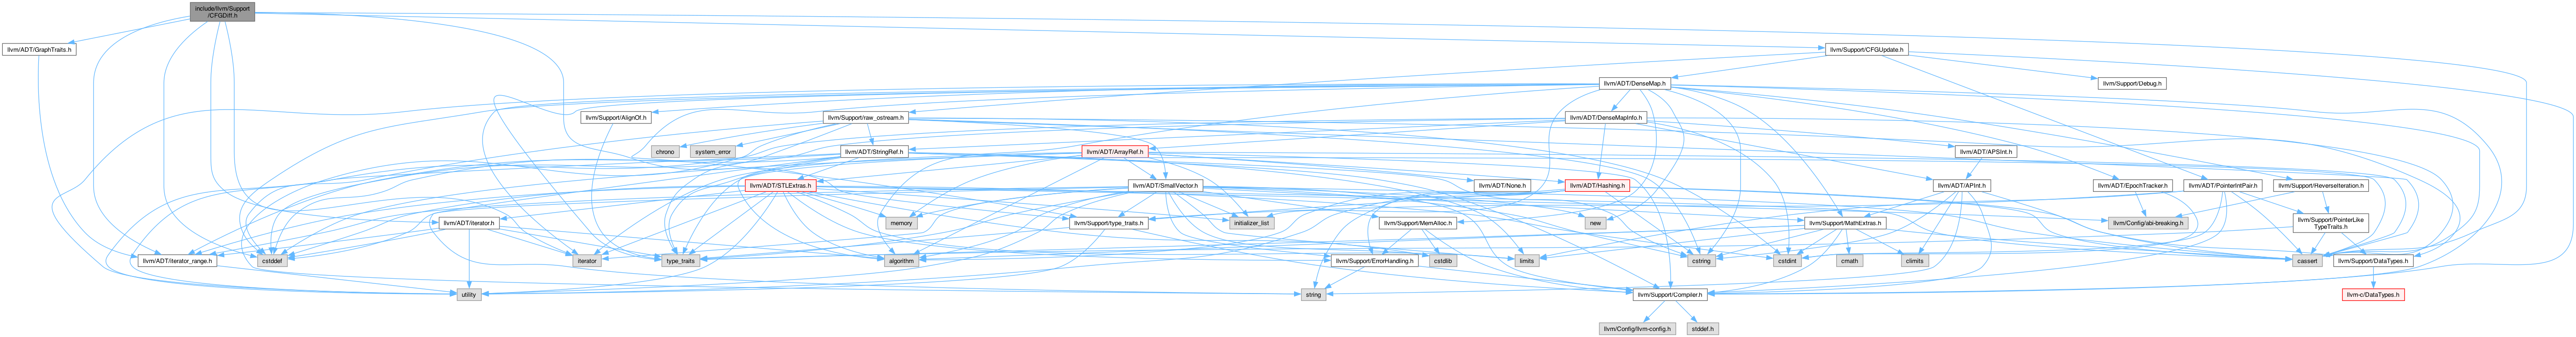 include/llvm/Support
/CFGDiff.h
llvm/ADT/GraphTraits.h
llvm/Support/CFGUpdate.h
llvm/ADT/DenseMap.h
llvm/Support/Debug.h
llvm/Support/AlignOf.h
llvm/Support/raw_ostream.h
llvm/ADT/DenseMapInfo.h
chrono
system_error
llvm/ADT/StringRef.h
llvm/ADT/ArrayRef.h
llvm/ADT/APSInt.h
llvm/ADT/STLExtras.h
llvm/ADT/SmallVector.h
llvm/ADT/None.h
llvm/ADT/Hashing.h
llvm/ADT/APInt.h
llvm/ADT/EpochTracker.h
llvm/ADT/PointerIntPair.h
llvm/Support/ReverseIteration.h
llvm/ADT/iterator.h
memory
llvm/Support/type_traits.h
initializer_list
llvm/Support/MemAlloc.h
new
llvm/Support/MathExtras.h
llvm/Config/abi-breaking.h
llvm/Support/PointerLike
TypeTraits.h
llvm/ADT/iterator_range.h
cstddef
iterator
type_traits
algorithm
llvm/Support/ErrorHandling.h
cstdlib
limits
cstring
cstdint
cmath
climits
cassert
llvm/Support/DataTypes.h
utility
string
llvm/Support/Compiler.h
llvm-c/DataTypes.h
llvm/Config/llvm-config.h
stddef.h